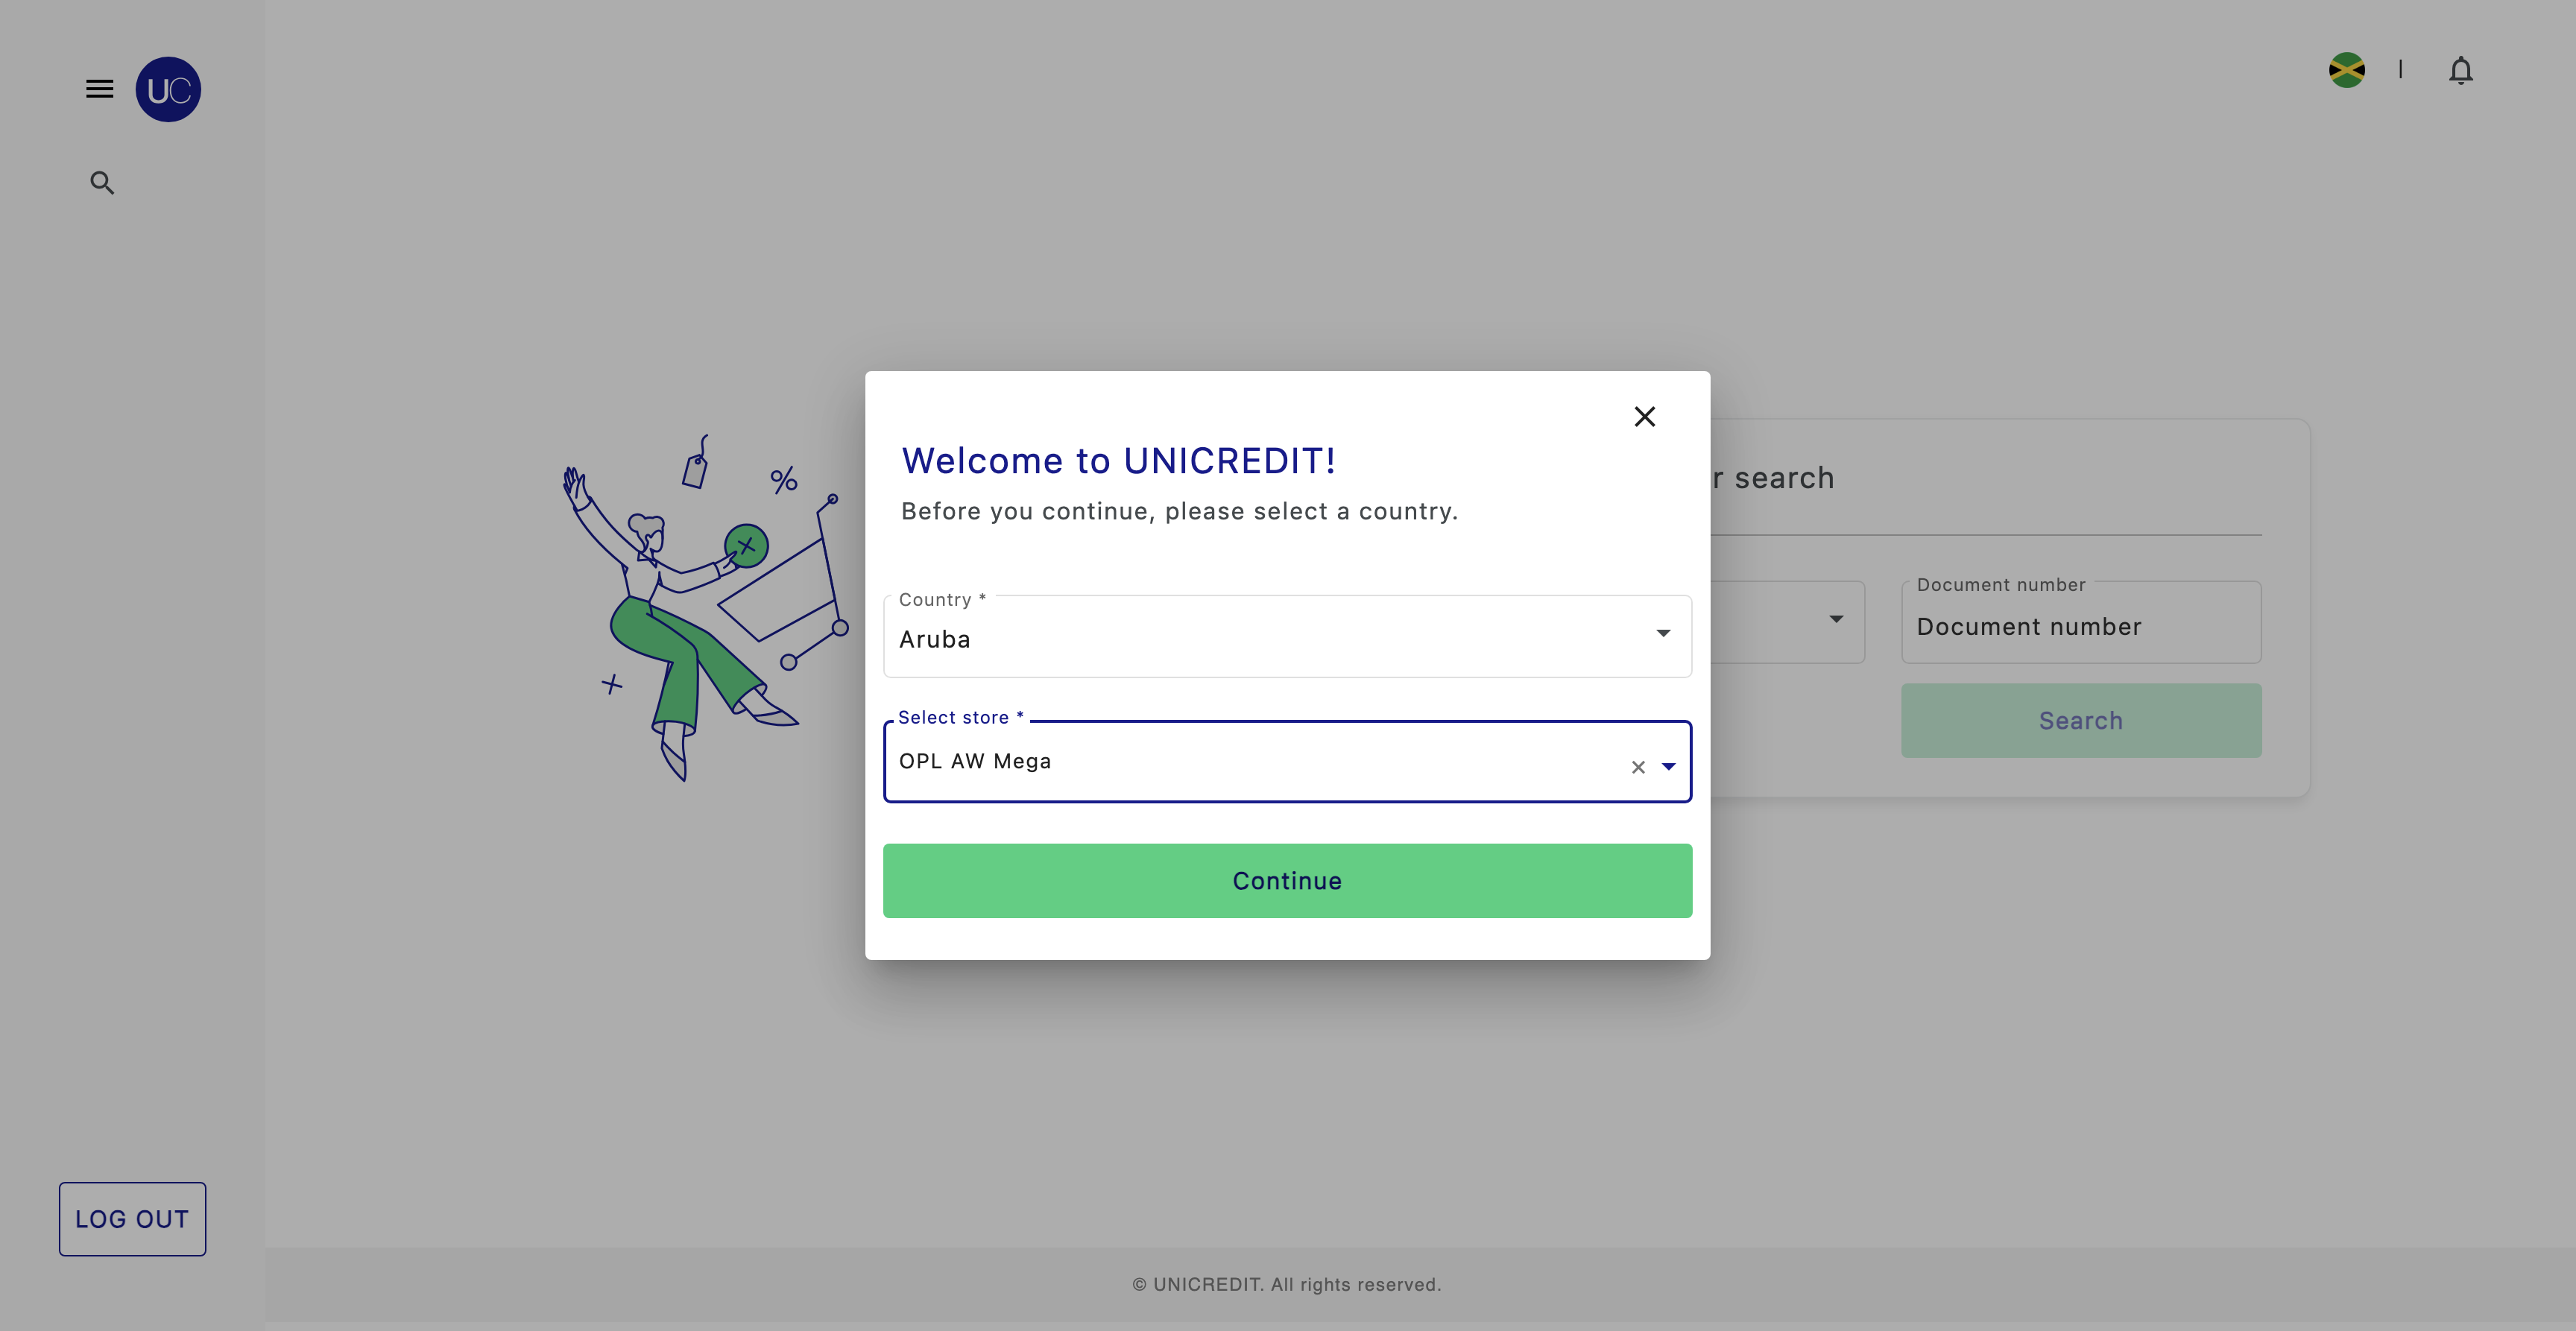 UC
Welcome to UNICREDIT!
Before you continue, please select a country.
Country *
Aruba
Select store *
OPL AW Mega
Continue
r search
Document number
Document number
Search
LOG OUT
© UNICREDIT. All rights reserved.